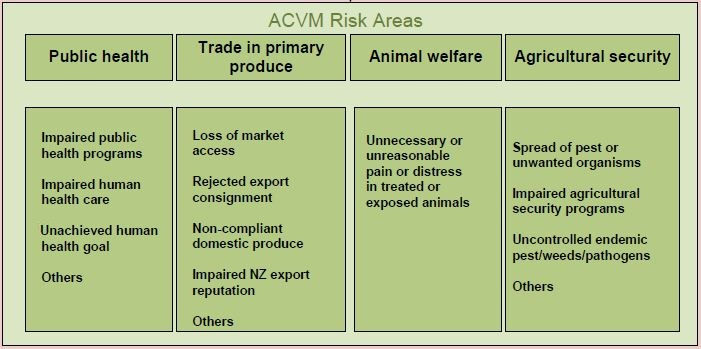 ACVM Risk Areas
Public health
Trade in primary
produce
Animal welfare
Agricultural security
Impaired public
health programs
Impaired human
health care
Unachieved human
health goal
Others
Loss of market
access
Rejected export
consignment
Non-compliant
domestic produce
Impaired NZ export
reputation
Others
Unnecessary or
unreasonable
pain or distress
in treated or
exposed animals
Spread of pest or
unwanted organisms
Impaired agricultural
security programs
Uncontrolled endemic
pest/weeds/pathogens
Others